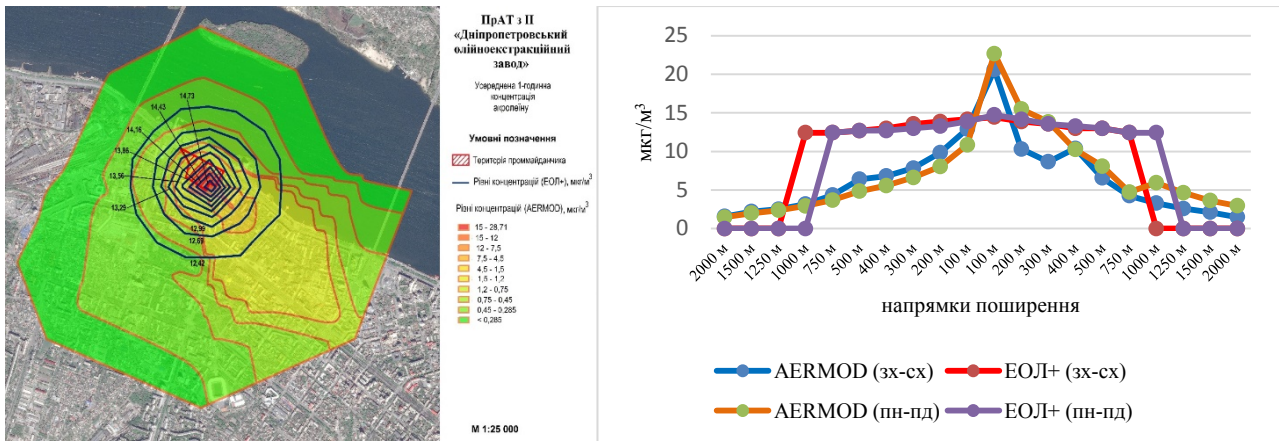 ПрАТ з ІІ
«Дніпропетровський
олійноекстракційний
завод»
Усереднена 1-годинна
концентрація
акролеїну
Умовні позначення
Територія проммайданчика
Рівні концентрацій (ЕОЛ+), мкг/м³
Рівні концентрацій (AERMOD), мкг/м³
15 - 28,71
15 - 12
12 - 7,5
7,5 - 4,5
4,5 - 1,5
1,5 - 1,2
1,2 - 0,75
0,75 - 0,45
0,45 - 0,285
< 0,285
М 1:25 000
14,73
14,43
14,16
13,86
13,56
13,25
12,96
12,42
мкг/м³
25
20
15
10
5
0
2000 м 1500 м 1250 м 1000 м 750 м 500 м 400 м 300 м 200 м 100 м 100 м 200 м 300 м 400 м 500 м 750 м 1000 м 1250 м 1500 м 2000 м
напрямки поширення
AERMOD (зх-сх) ЕОЛ+ (зх-сх)
AERMOD (пн-пд) ЕОЛ+ (пн-пд)